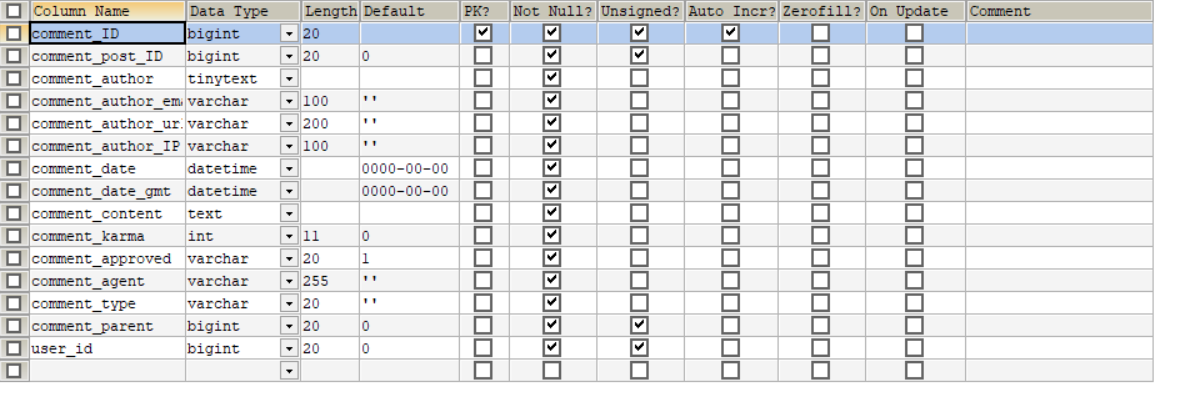 Column Name Data Type Length Default PK? Not Null? Unsigned? Auto Incr? Zerofill? On Update Comment
comment_ID bigint 20
comment_post_ID bigint 20 0
comment_author tinytext
comment_author_em varchar 100 ''
comment_author_ur varchar 200 ''
comment_author_IP varchar 100 ''
comment_date datetime 0000-00-00
comment_date_gmt datetime 0000-00-00
comment_content text
comment_karma int 11 0
comment_approved varchar 20 1
comment_agent varchar 255 ''
comment_type varchar 20 ''
comment_parent bigint 20 0
user_id bigint 20 0